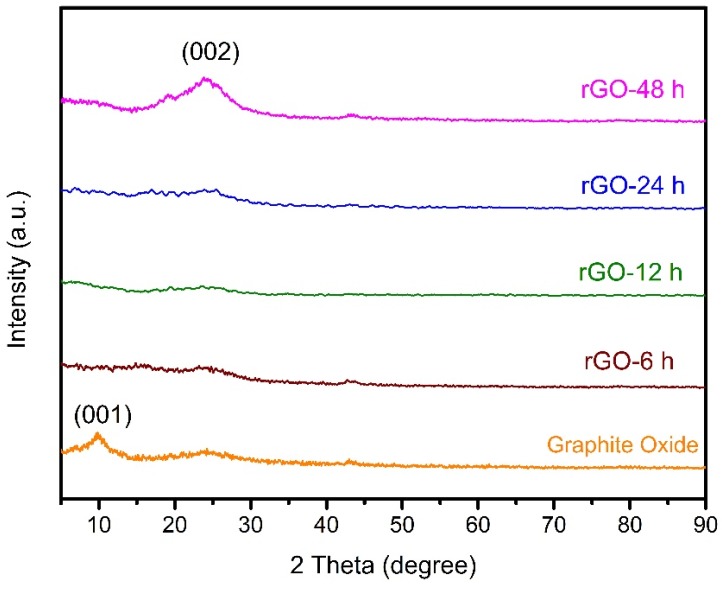 (002)
rGO-48 h
rGO-24 h
rGO-12 h
rGO-6 h
(001)
Graphite Oxide
Intensity (a.u.)
10 20 30 40 50 60 70 80 90
2 Theta (degree)